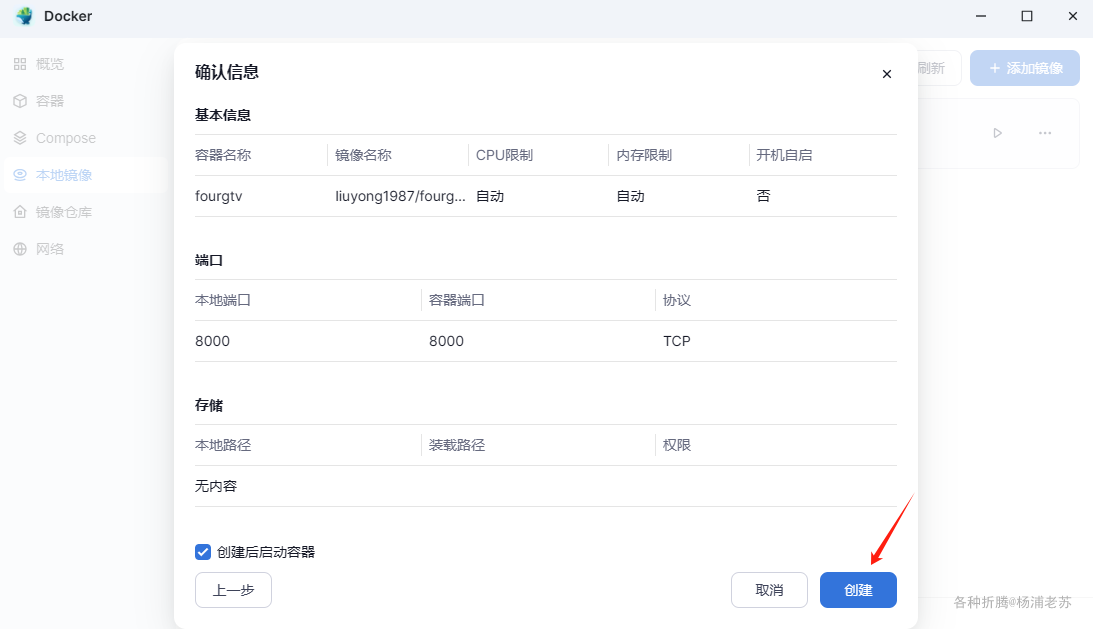 Docker
概览
容器
Compose
本地镜像
镜像仓库
网络
刷新
+ 添加镜像
确认信息
基本信息
容器名称 镜像名称 CPU限制 内存限制 开机自启
fourgtv liuyong1987/fourg... 自动 自动 否
端口
本地端口 容器端口 协议
8000 8000 TCP
存储
本地路径 装载路径 权限
无内容
创建后启动容器
上一步 取消 创建
各种折腾@杨浦老苏